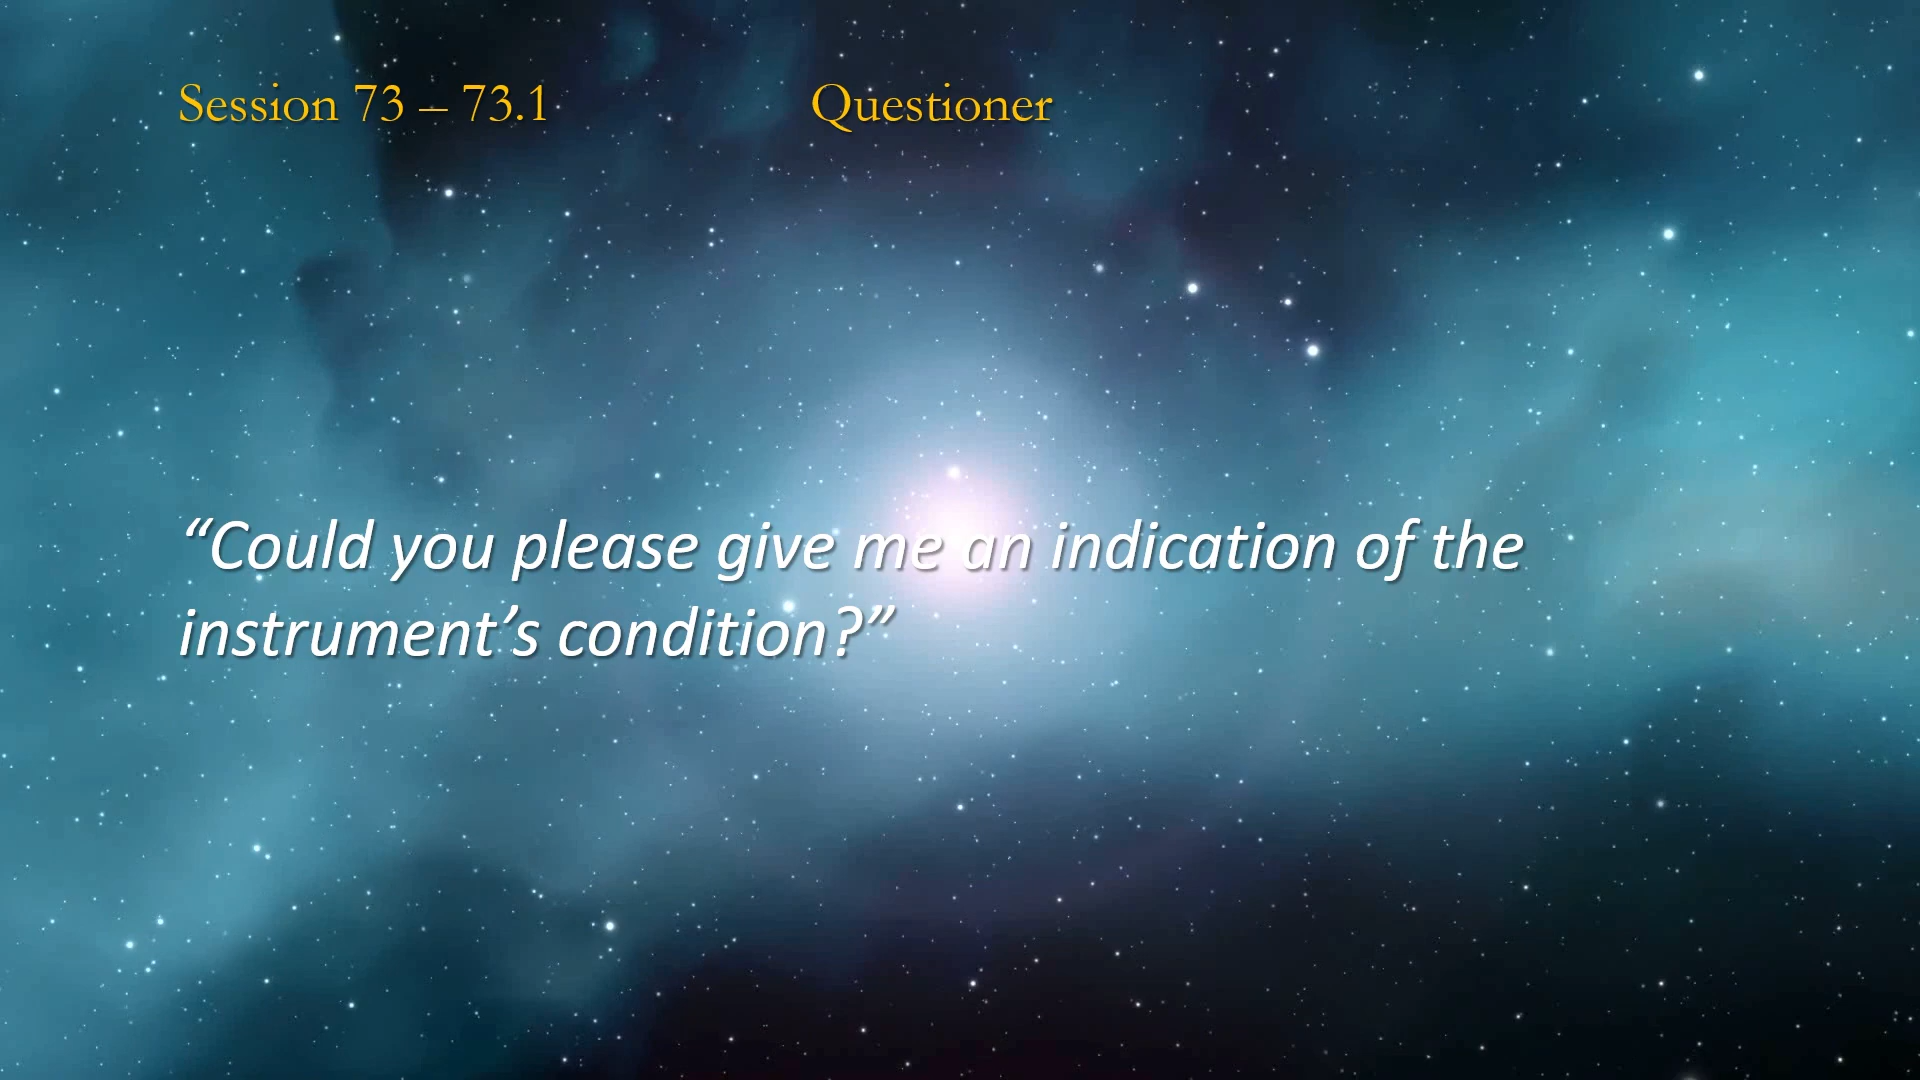 Session 73 – 73.1 Questioner
“Could you please give me an indication of the
instrument’s condition?”